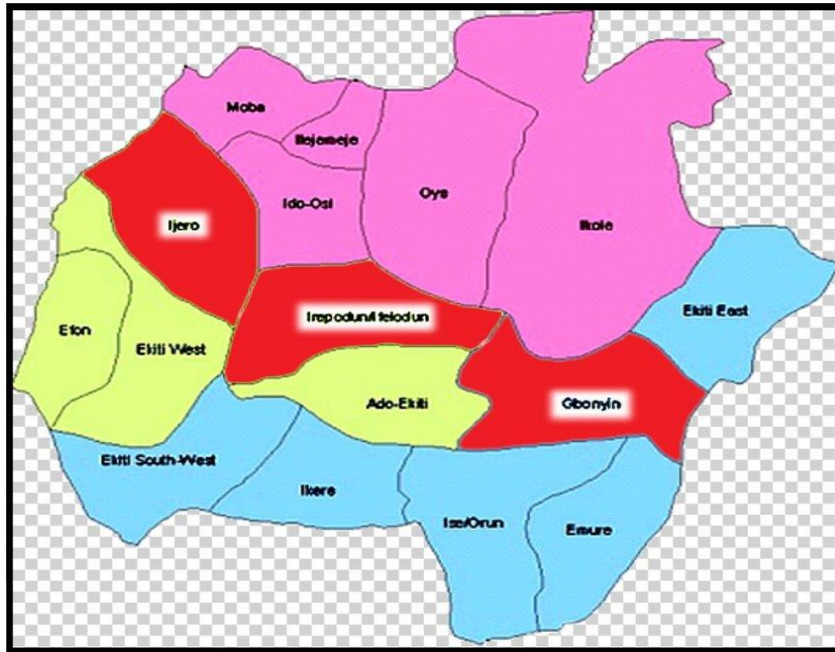 Moba
Ilejemeje
Ijero
Ido-Osi
Oye
Ikole
Ekiti East
Irepodun/Ifelodun
Efon
Ekiti West
Ado-Ekiti
Gbonyin
Ekiti South-West
Ikere
Ise/Orun
Emure